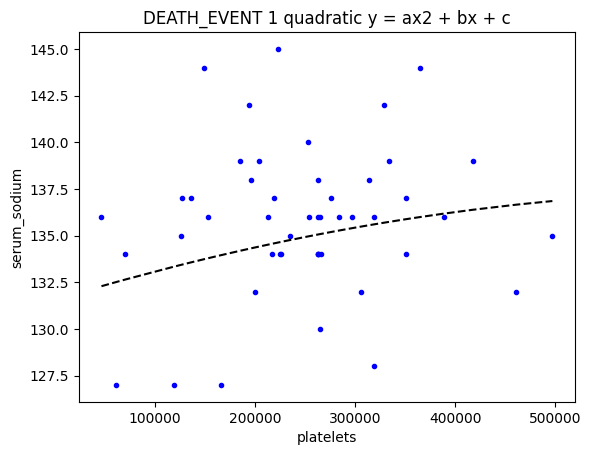 DEATH_EVENT 1 quadratic y = ax2 + bx + c
145.0
142.5
140.0
137.5
135.0
132.5
130.0
127.5
serum_sodium
100000 200000 300000 400000 500000
platelets